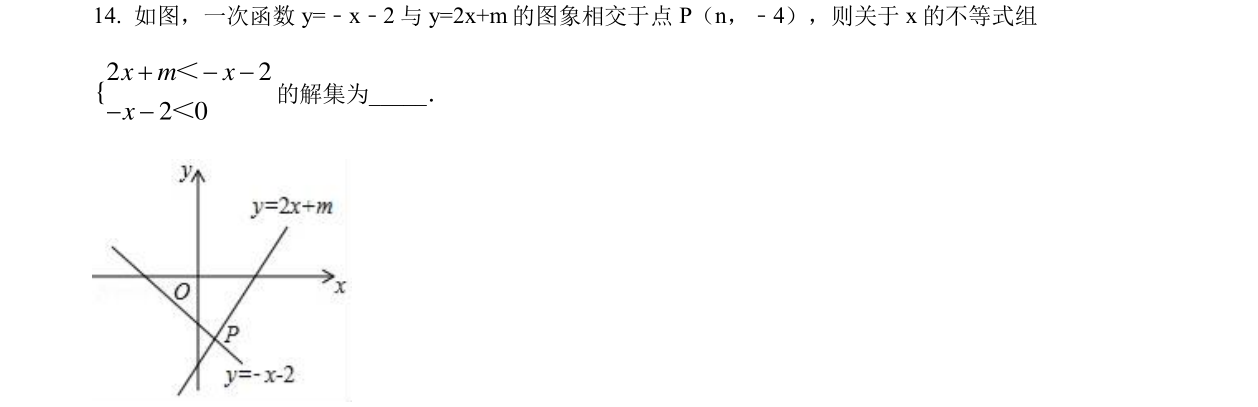 14. 如图，一次函数 y=﹣x﹣2 与 y=2x+m 的图象相交于点 P（n，﹣4），则关于 x 的不等式组
{2x+m<−x−2
−x−2<0
的解集为_____.
y
y=2x+m
O
x
P
y=-x-2